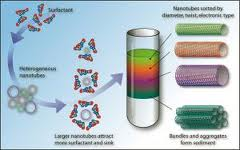 Surfactant
Heterogeneous
nanotubes
Larger nanotubes attract
more surfactant and sink
Nanotubes sorted by
diameter, twist, electronic type
Bundles and aggregates
form sediment